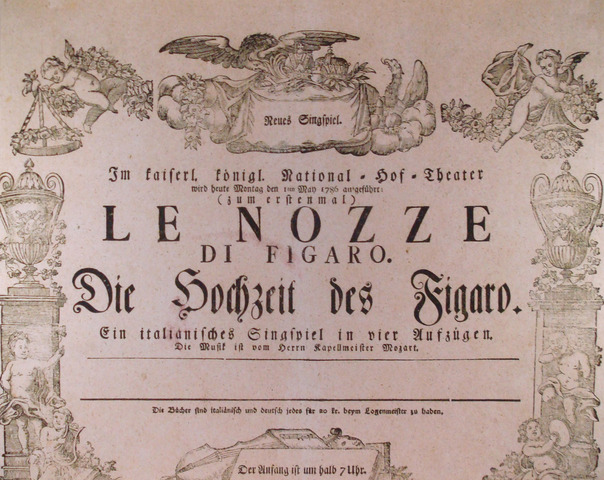 Neues Singspiel.
Im kaiserl. königl. National-Hof-Theater
wird heute Montag den 1ten May 1786 aufgeführt:
(zum erstenmal)
LE NOZZE
DI FIGARO.
Die Hochzeit des Figaro.
Ein italiänisches Singspiel in vier Aufzügen.
Die Musik ist vom Herrn Kapellmeister Mozart.
Die Bücher sind italiänisch und deutsch jedes für 20 kr. beym Logenmeister zu haben.
Der Anfang ist um halb 7 Uhr.